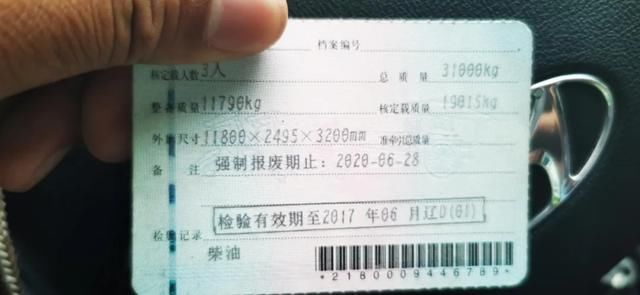 档案编号
核定载人数 3人 总质量 31000kg
整备质量 11790kg 核定载质量 19015kg
外廓尺寸 11800×2495×3200mm 准牵引总质量
备注 强制报废期止：2020-06-28
检验有效期至2017年06月辽D(01)
检验记录
柴油
*2180009446789*